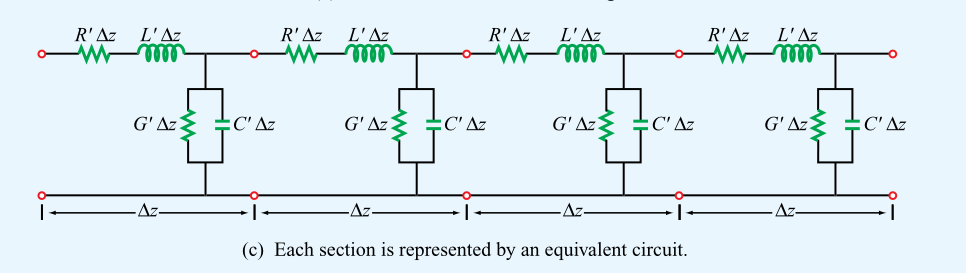 R′ Δz L′ Δz R′ Δz L′ Δz R′ Δz L′ Δz R′ Δz L′ Δz
G′ Δz C′ Δz G′ Δz C′ Δz G′ Δz C′ Δz G′ Δz C′ Δz
Δz Δz Δz Δz
(c) Each section is represented by an equivalent circuit.